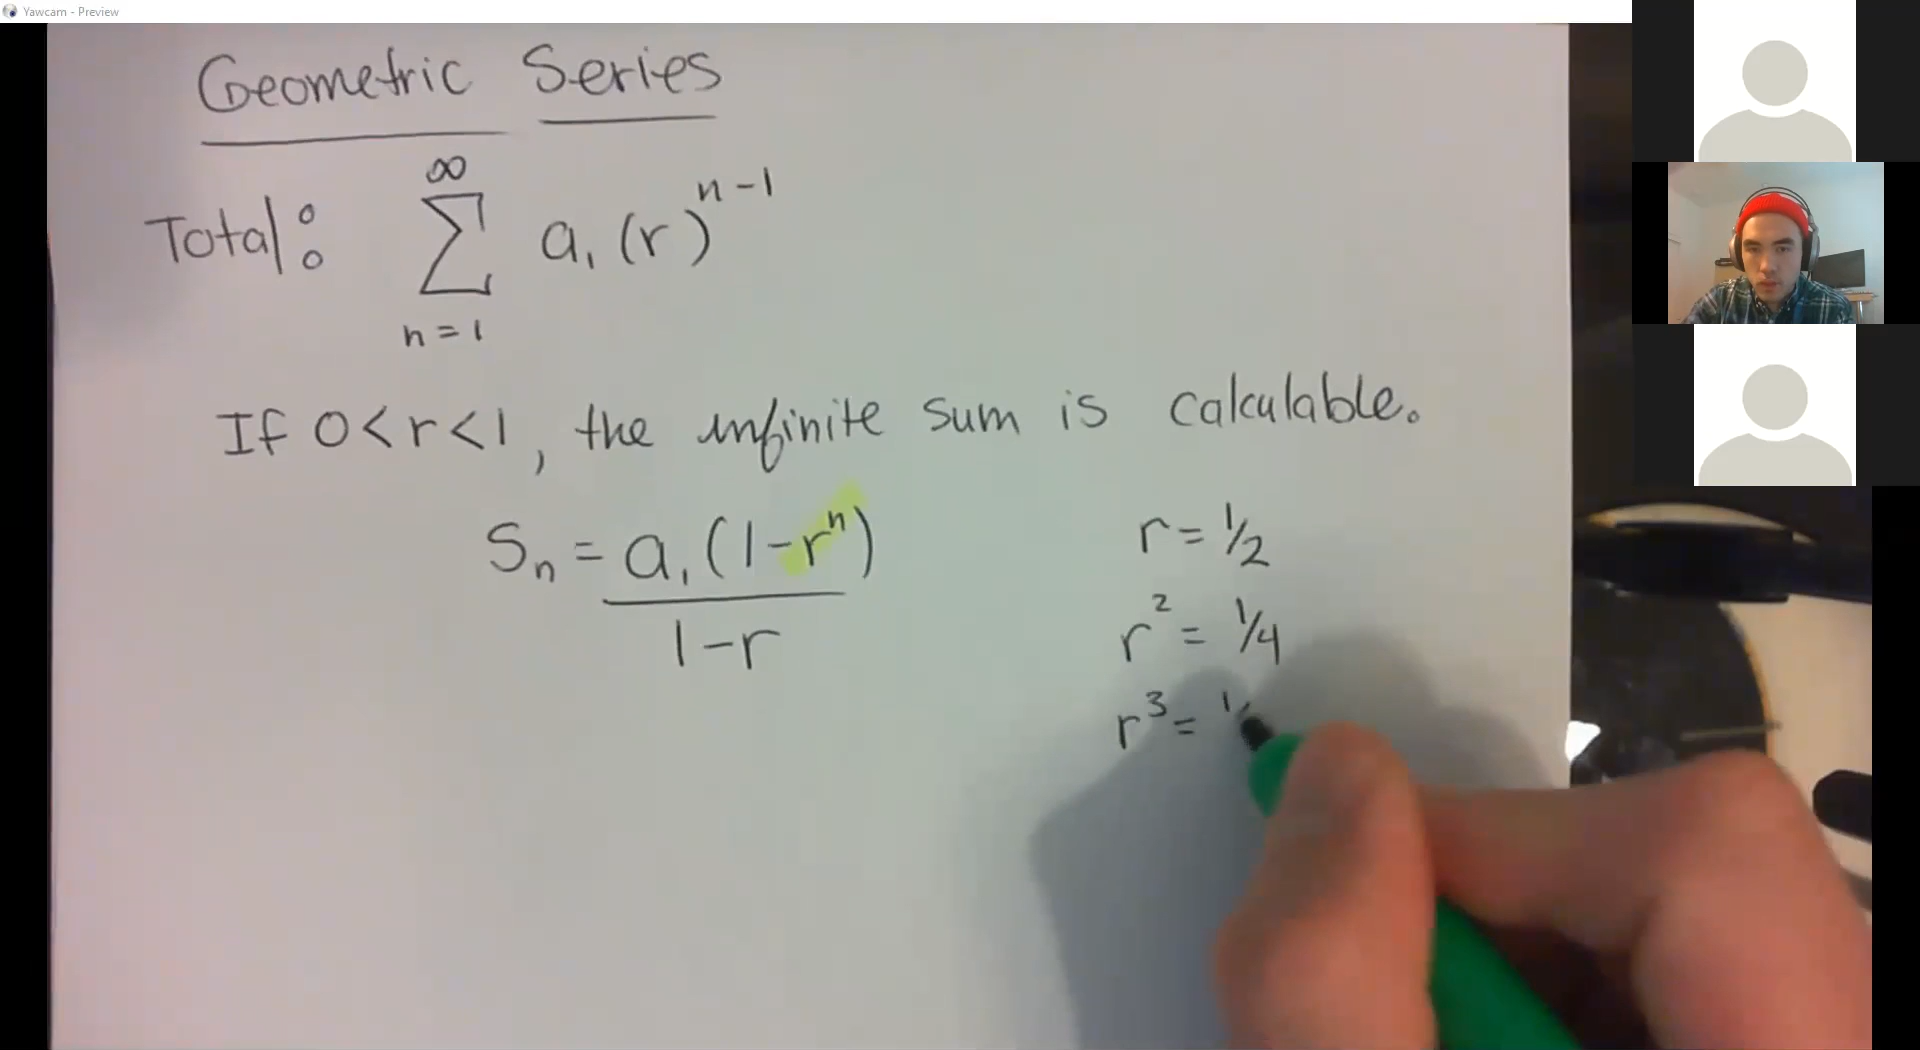 Yawcam - Preview
Geometric Series
Total: ∞ Σ n=1 a₁(r)ⁿ⁻¹
If 0<r<1, the infinite sum is calculable.
Sₙ = a₁(1-rⁿ) / 1-r
r = 1/2
r² = 1/4
r³ = 1/